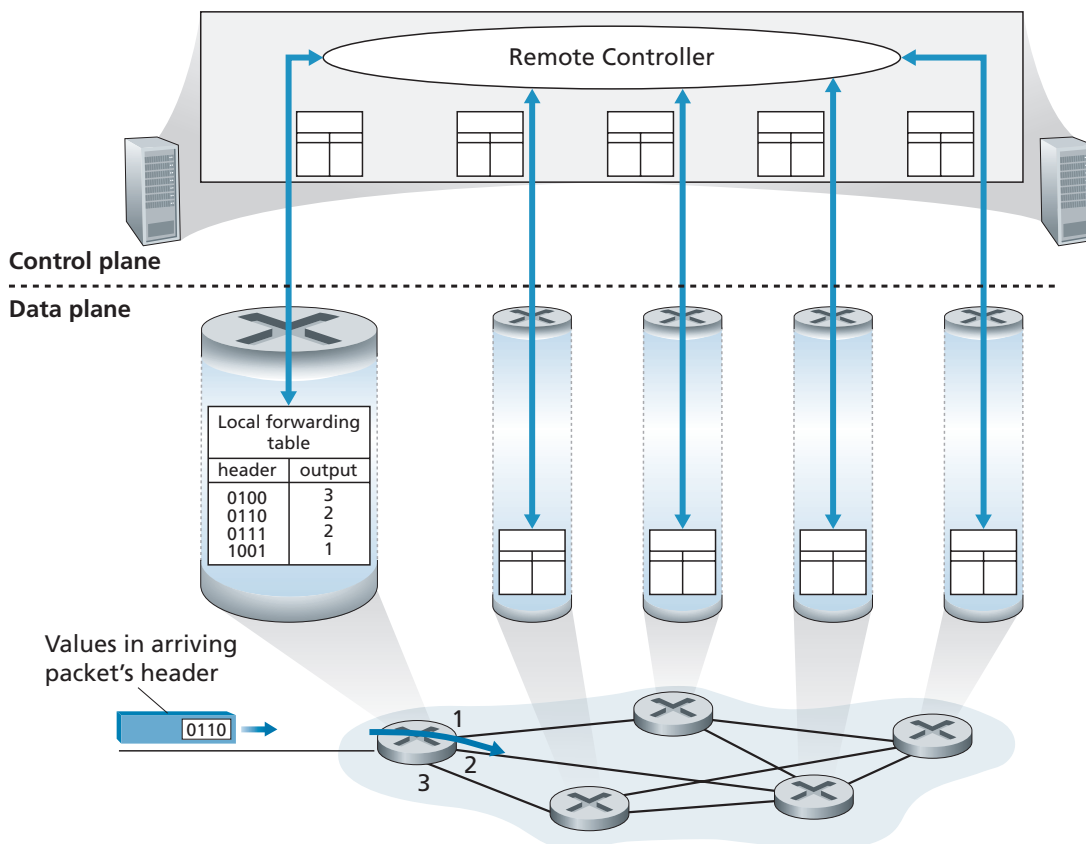 Remote Controller
Control plane
Data plane
Local forwarding
table
header output
0100 3
0110 2
0111 2
1001 1
Values in arriving
packet's header
0110
1
2
3